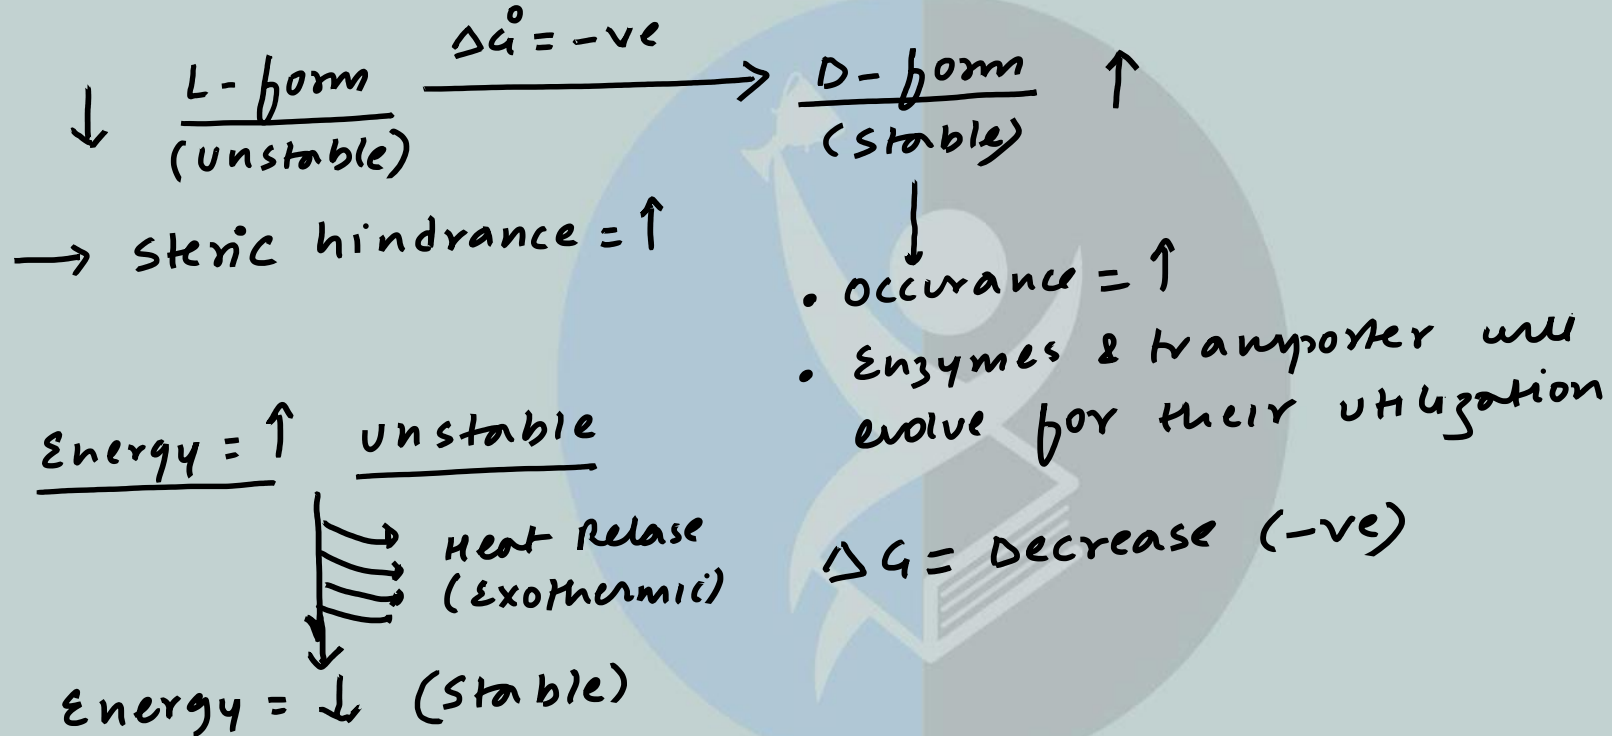 ΔG° = -ve
↓ L-form → D-form ↑
(unstable) (Stable)
→ Steric hindrance = ↑
↓
• Occurance = ↑
• Enzymes & transporter will
evolve for their utilization
Energy = ↑ unstable
Heat Relase
(Exothermic)
ΔG = Decrease (-ve)
Energy = ↓ (Stable)